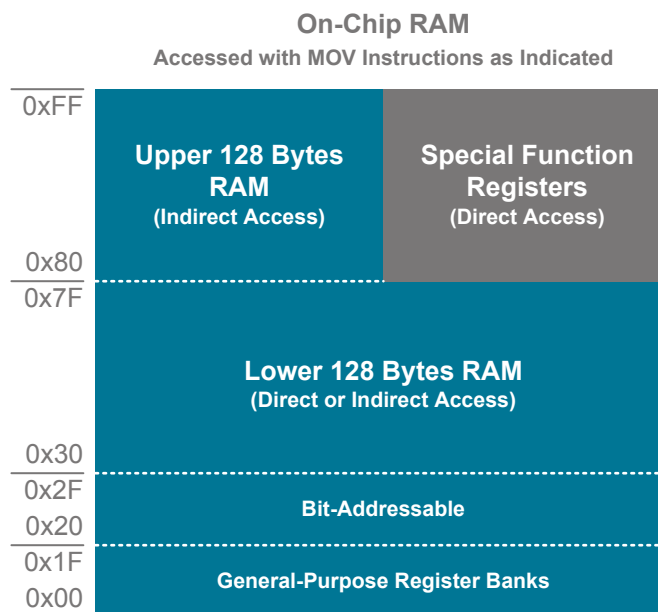 On-Chip RAM
Accessed with MOV Instructions as Indicated
0xFF
Upper 128 Bytes
RAM
(Indirect Access)
Special Function
Registers
(Direct Access)
0x80
0x7F
Lower 128 Bytes RAM
(Direct or Indirect Access)
0x30
0x2F
Bit-Addressable
0x20
0x1F
General-Purpose Register Banks
0x00